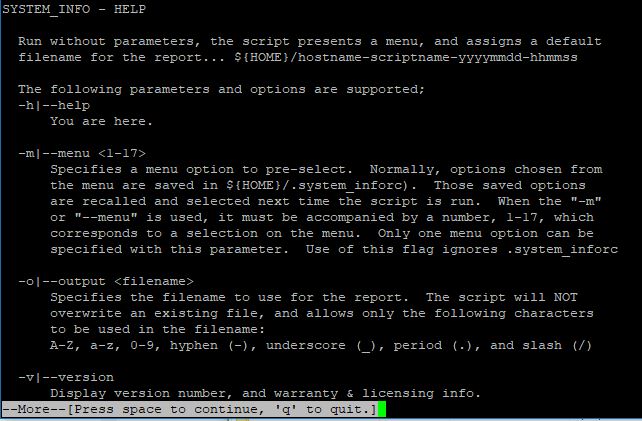 SYSTEM_INFO - HELP
Run without parameters, the script presents a menu, and assigns a default
filename for the report... ${HOME}/hostname-scriptname-yyyymmdd-hhmmss
The following parameters and options are supported;
-h|--help
You are here.
-m|--menu <1-17>
Specifies a menu option to pre-select.  Normally, options chosen from
the menu are saved in ${HOME}/.system_inforc).  Those saved options
are recalled and selected next time the script is run.  When the "-m"
or "--menu" is used, it must be accompanied by a number, 1-17, which
corresponds to a selection on the menu.  Only one menu option can be
specified with this parameter.  Use of this flag ignores .system_inforc
-o|--output <filename>
Specifies the filename to use for the report.  The script will NOT
overwrite an existing file, and allows only the following characters
to be used in the filename:
A-Z, a-z, 0-9, hyphen (-), underscore (_), period (.), and slash (/)
-v|--version
Display version number, and warranty & licensing info.
--More--[Press space to continue, 'q' to quit.]